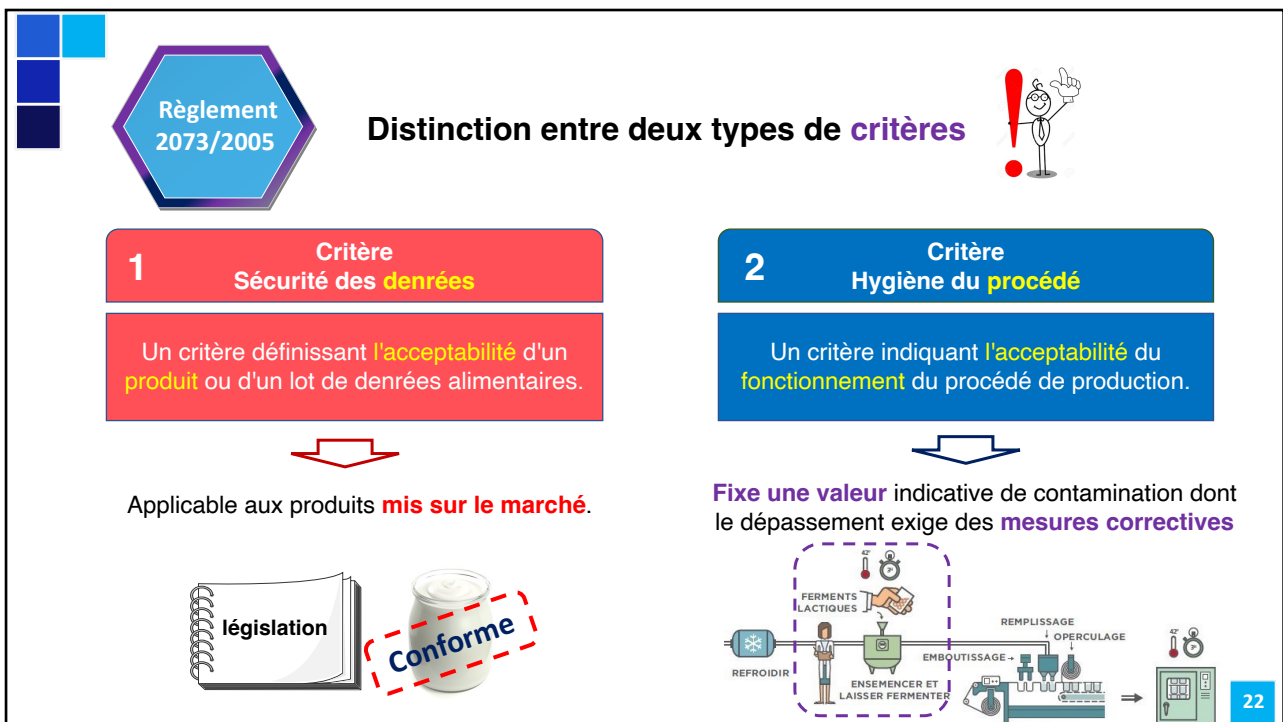 Règlement
2073/2005
Distinction entre deux types de critères
1
Critère
Sécurité des denrées
Un critère définissant l'acceptabilité d'un
produit ou d'un lot de denrées alimentaires.
Applicable aux produits mis sur le marché.
législation
Conforme
2
Critère
Hygiène du procédé
Un critère indiquant l'acceptabilité du
fonctionnement du procédé de production.
Fixe une valeur indicative de contamination dont
le dépassement exige des mesures correctives
42°
FERMENTS
LACTIQUES
REFROIDIR
ENSEMENCER ET
LAISSER FERMENTER
REMPLISSAGE
OPERCULAGE
EMBOUTISSAGE
42°
22